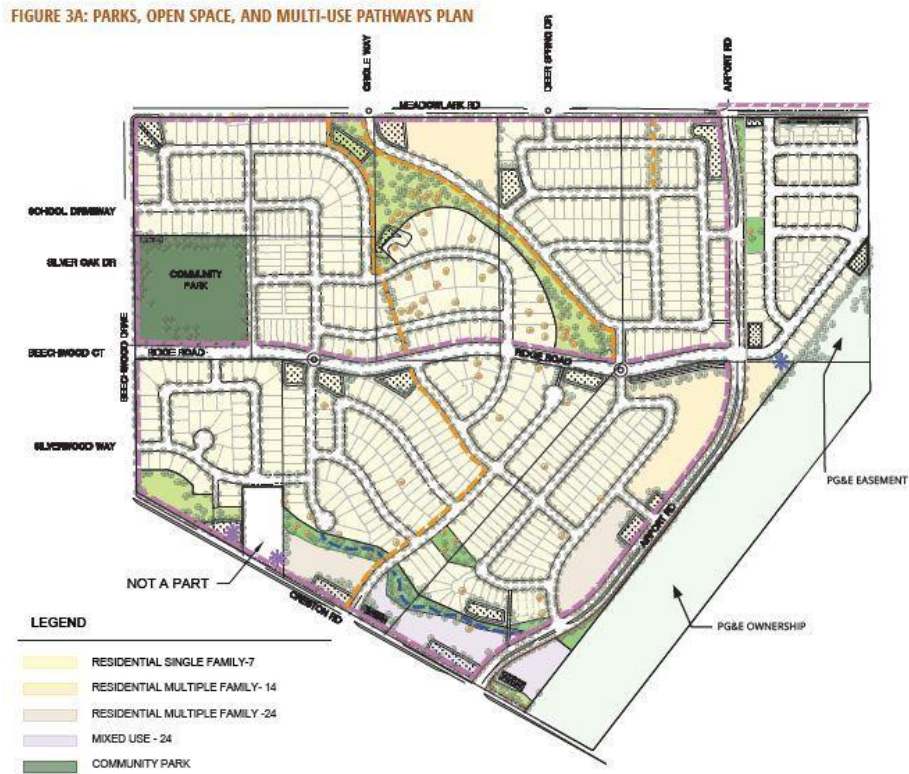 FIGURE 3A: PARKS, OPEN SPACE, AND MULTI-USE PATHWAYS PLAN
ORIOLE WAY
DEER SPRING DR
AIRPORT RD
MEADOWLARK RD
SCHOOL DRIVEWAY
SILVER OAK DR
COMMUNITY
PARK
BEECHWOOD DRIVE
BEECHWOOD CT
RIDGE ROAD
RIDGE ROAD
SILVERWOOD WAY
PG&E EASEMENT
AIRPORT RD
NOT A PART
CRESTON RD
PG&E OWNERSHIP
LEGEND
RESIDENTIAL SINGLE FAMILY-7
RESIDENTIAL MULTIPLE FAMILY- 14
RESIDENTIAL MULTIPLE FAMILY -24
MIXED USE - 24
COMMUNITY PARK